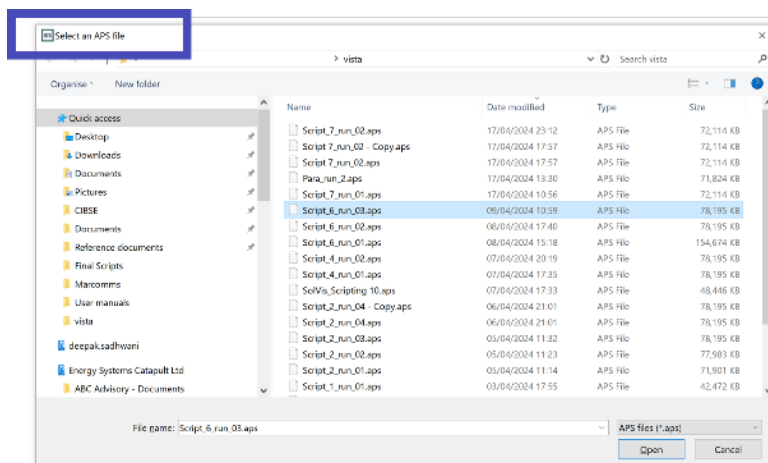 IES Select an APS file
vista
Search vista
Organise
New folder
Name Date modified Type Size
Quick access
Desktop
Downloads
Documents
Pictures
CIBSE
Documents
Reference documents
Final Scripts
Marcomms
User manuals
vista
deepak.sadhwani
Energy Systems Catapult Ltd
ABC Advisory - Documents
Script_7_run_02.aps 17/04/2024 23:12 APS File 72,114 KB
Script 7_run_02 - Copy.aps 17/04/2024 17:57 APS File 72,114 KB
Script 7_run_02.aps 17/04/2024 17:57 APS File 72,114 KB
Para_run_2.aps 17/04/2024 13:30 APS File 71,824 KB
Script_7_run_01.aps 17/04/2024 10:56 APS File 72,114 KB
Script_6_run_03.aps 09/04/2024 10:59 APS File 78,195 KB
Script_6_run_02.aps 08/04/2024 17:40 APS File 78,195 KB
Script_6_run_01.aps 08/04/2024 15:18 APS File 154,674 KB
Script_4_run_02.aps 07/04/2024 20:19 APS File 78,195 KB
Script_4_run_01.aps 07/04/2024 17:35 APS File 78,195 KB
SolVis_Scripting 10.aps 07/04/2024 17:33 APS File 48,446 KB
Script_2_run_04 - Copy.aps 06/04/2024 21:01 APS File 78,195 KB
Script_2_run_04.aps 06/04/2024 21:01 APS File 78,195 KB
Script_2_run_03.aps 05/04/2024 11:32 APS File 78,195 KB
Script_2_run_02.aps 05/04/2024 11:23 APS File 77,983 KB
Script_2_run_01.aps 05/04/2024 11:14 APS File 71,901 KB
Script_1_run_01.aps 03/04/2024 17:55 APS File 42,472 KB
File name: Script_6_run_03.aps
APS files (*.aps)
Open Cancel